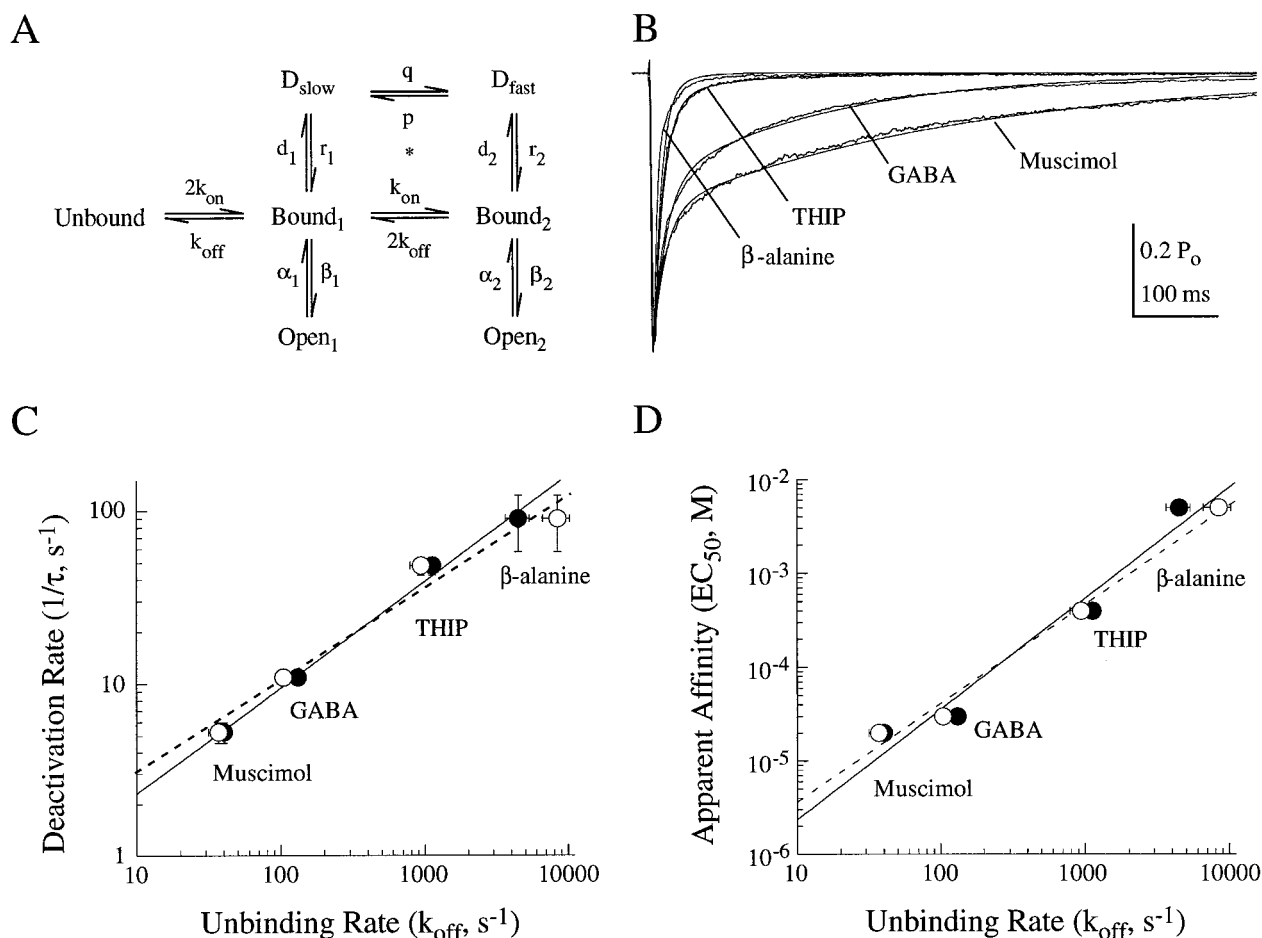 A
D_slow
q
p
D_fast
d_1
r_1
*
d_2
r_2
Unbound
2k_on
k_off
Bound_1
k_on
2k_off
Bound_2
α_1
β_1
α_2
β_2
Open_1
Open_2
B
GABA
Muscimol
THIP
β-alanine
0.2 P_o
100 ms
C
Deactivation Rate (1/τ, s^-1)
100
10
1
β-alanine
THIP
GABA
Muscimol
10
100
1000
10000
Unbinding Rate (k_off, s^-1)
D
Apparent Affinity (EC_50, M)
10^-2
10^-3
10^-4
10^-5
10^-6
β-alanine
THIP
GABA
Muscimol
10
100
1000
10000
Unbinding Rate (k_off, s^-1)